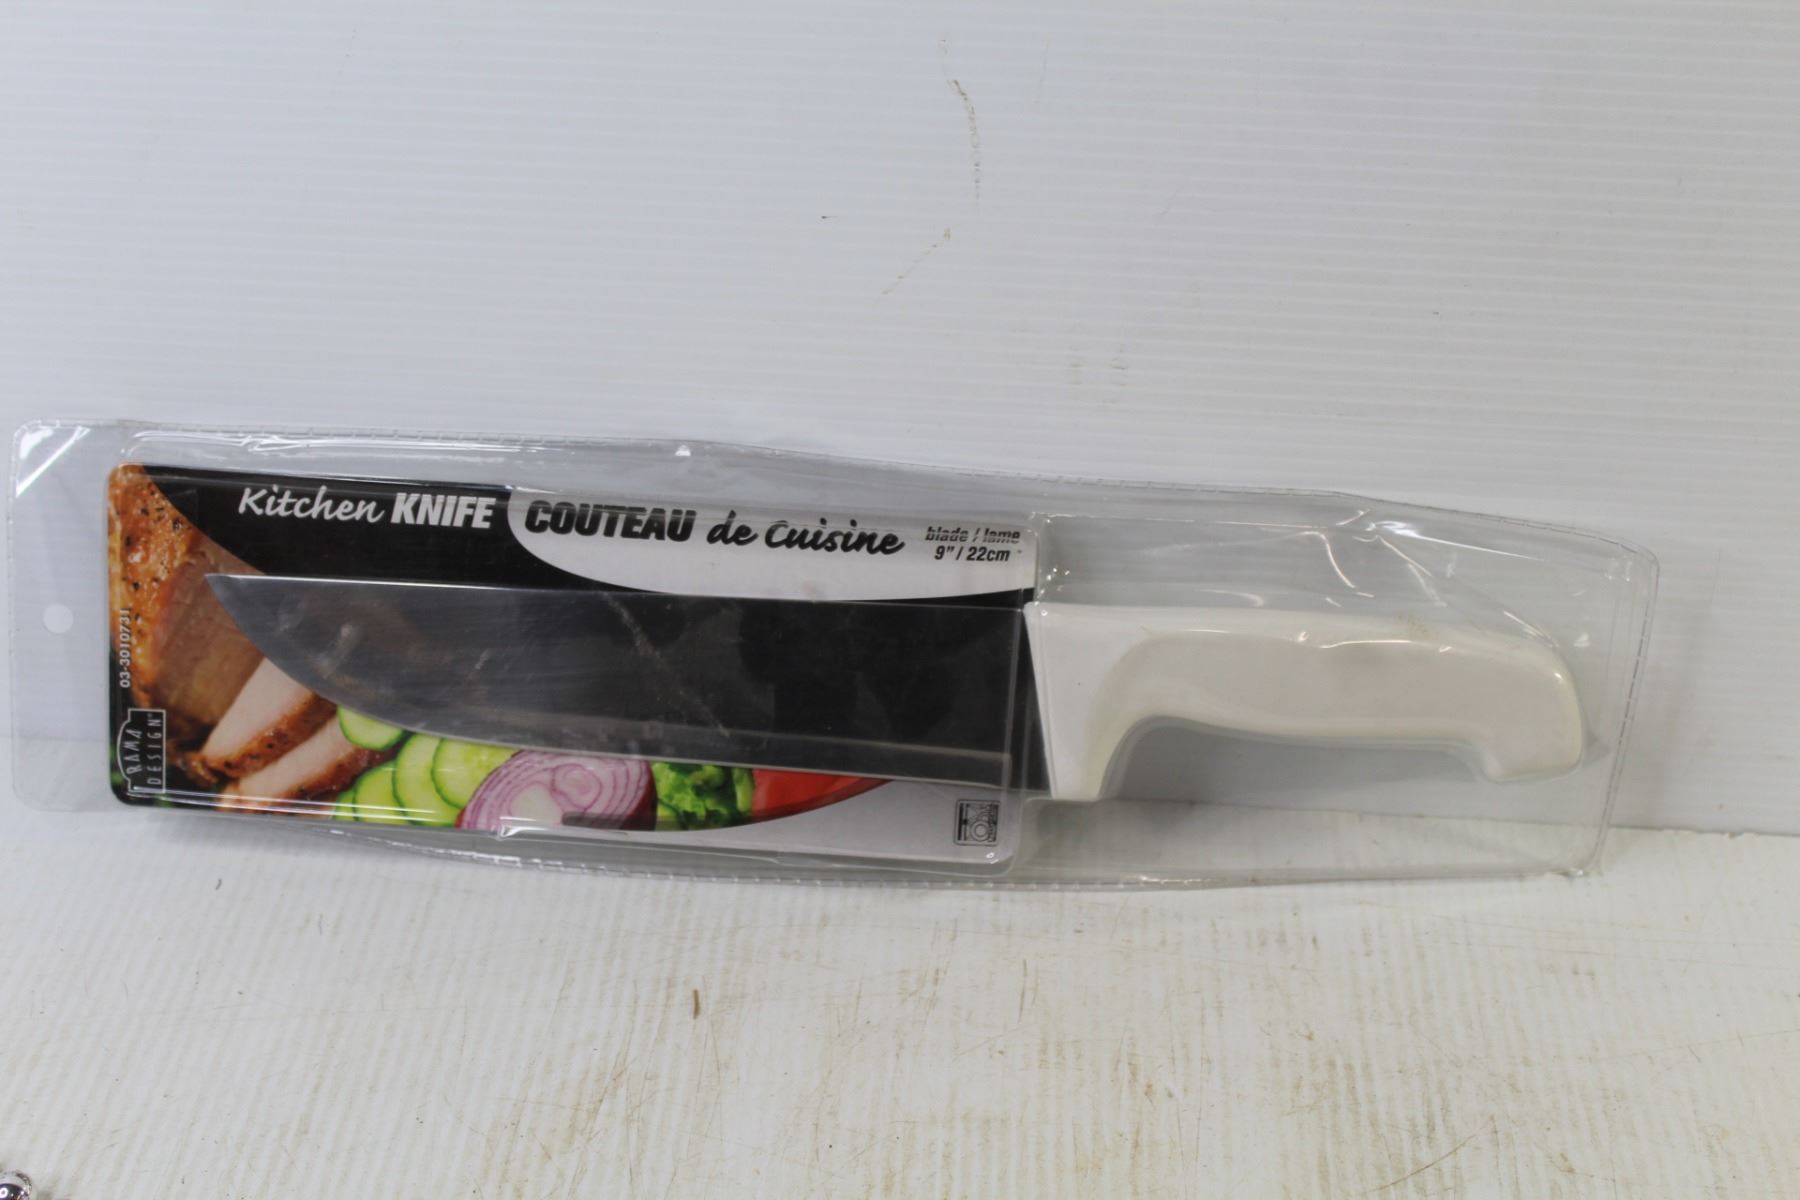 Kitchen KNIFE
COUTEAU de Cuisine
blade / lame
9" / 22cm
03-3010731
RAMA
DESIGN